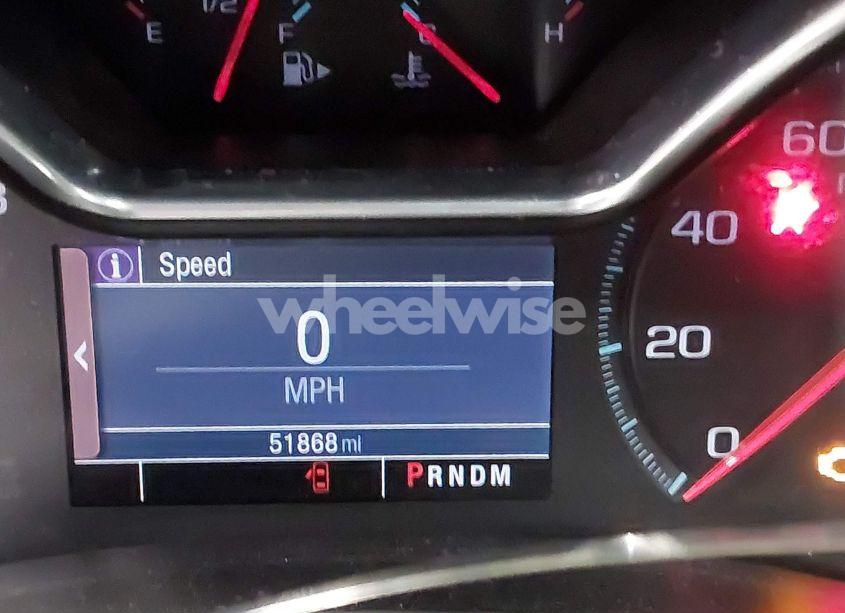 1/2
E F C H
60
40
20
0
Speed
wheelwise
0
MPH
51868 mi
PRNDM